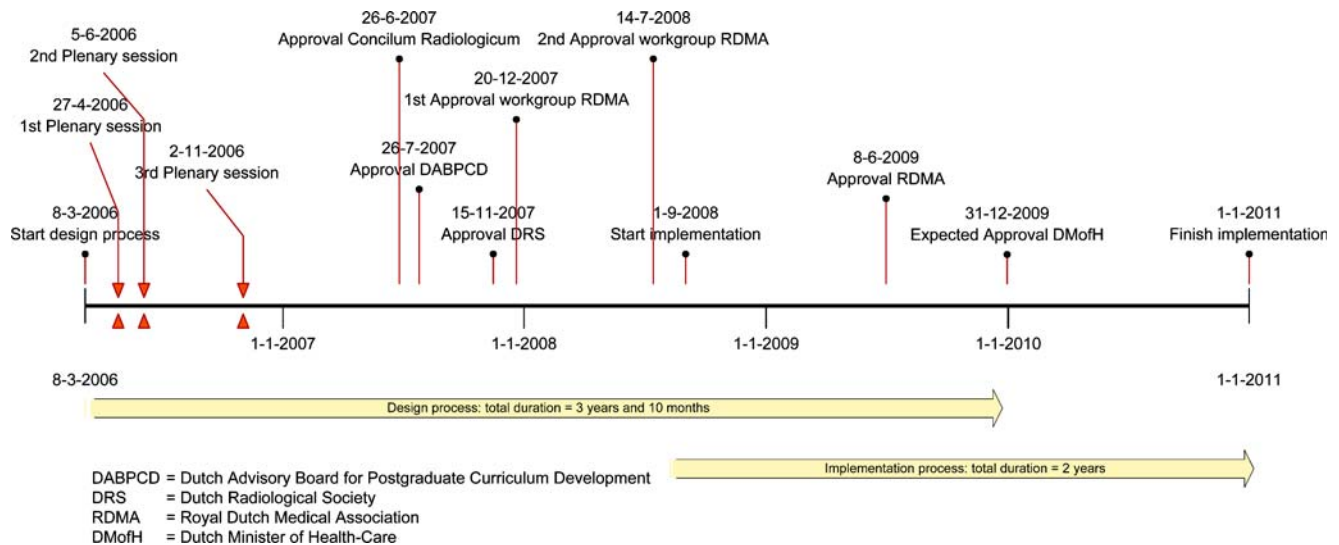 5-6-2006
2nd Plenary session
27-4-2006
1st Plenary session
2-11-2006
3rd Plenary session
8-3-2006
Start design process
26-6-2007
Approval Concilum Radiologicum
26-7-2007
Approval DABPCD
15-11-2007
Approval DRS
20-12-2007
1st Approval workgroup RDMA
14-7-2008
2nd Approval workgroup RDMA
1-9-2008
Start implementation
8-6-2009
Approval RDMA
31-12-2009
Expected Approval DMofH
1-1-2011
Finish implementation
1-1-2007
1-1-2008
1-1-2009
1-1-2010
8-3-2006
1-1-2011
Design process: total duration = 3 years and 10 months
Implementation process: total duration = 2 years
DABPCD = Dutch Advisory Board for Postgraduate Curriculum Development
DRS = Dutch Radiological Society
RDMA = Royal Dutch Medical Association
DMofH = Dutch Minister of Health-Care